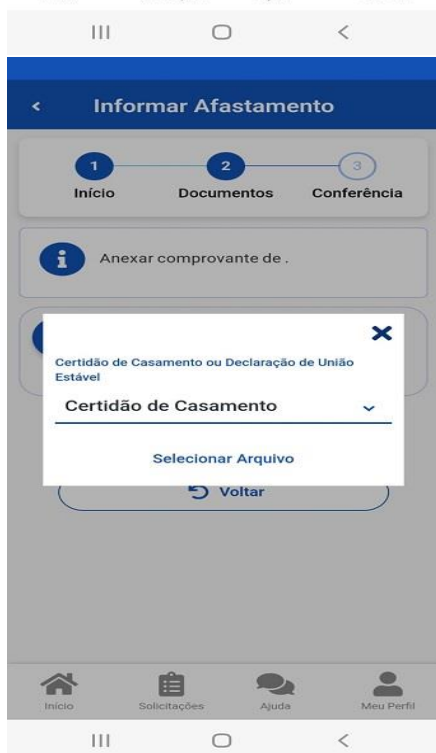 Informar Afastamento
1
2
3
Início
Documentos
Conferência
Anexar comprovante de .
Certidão de Casamento ou Declaração de União
Estável
Certidão de Casamento
Selecionar Arquivo
Voltar
Início
Solicitações
Ajuda
Meu Perfil